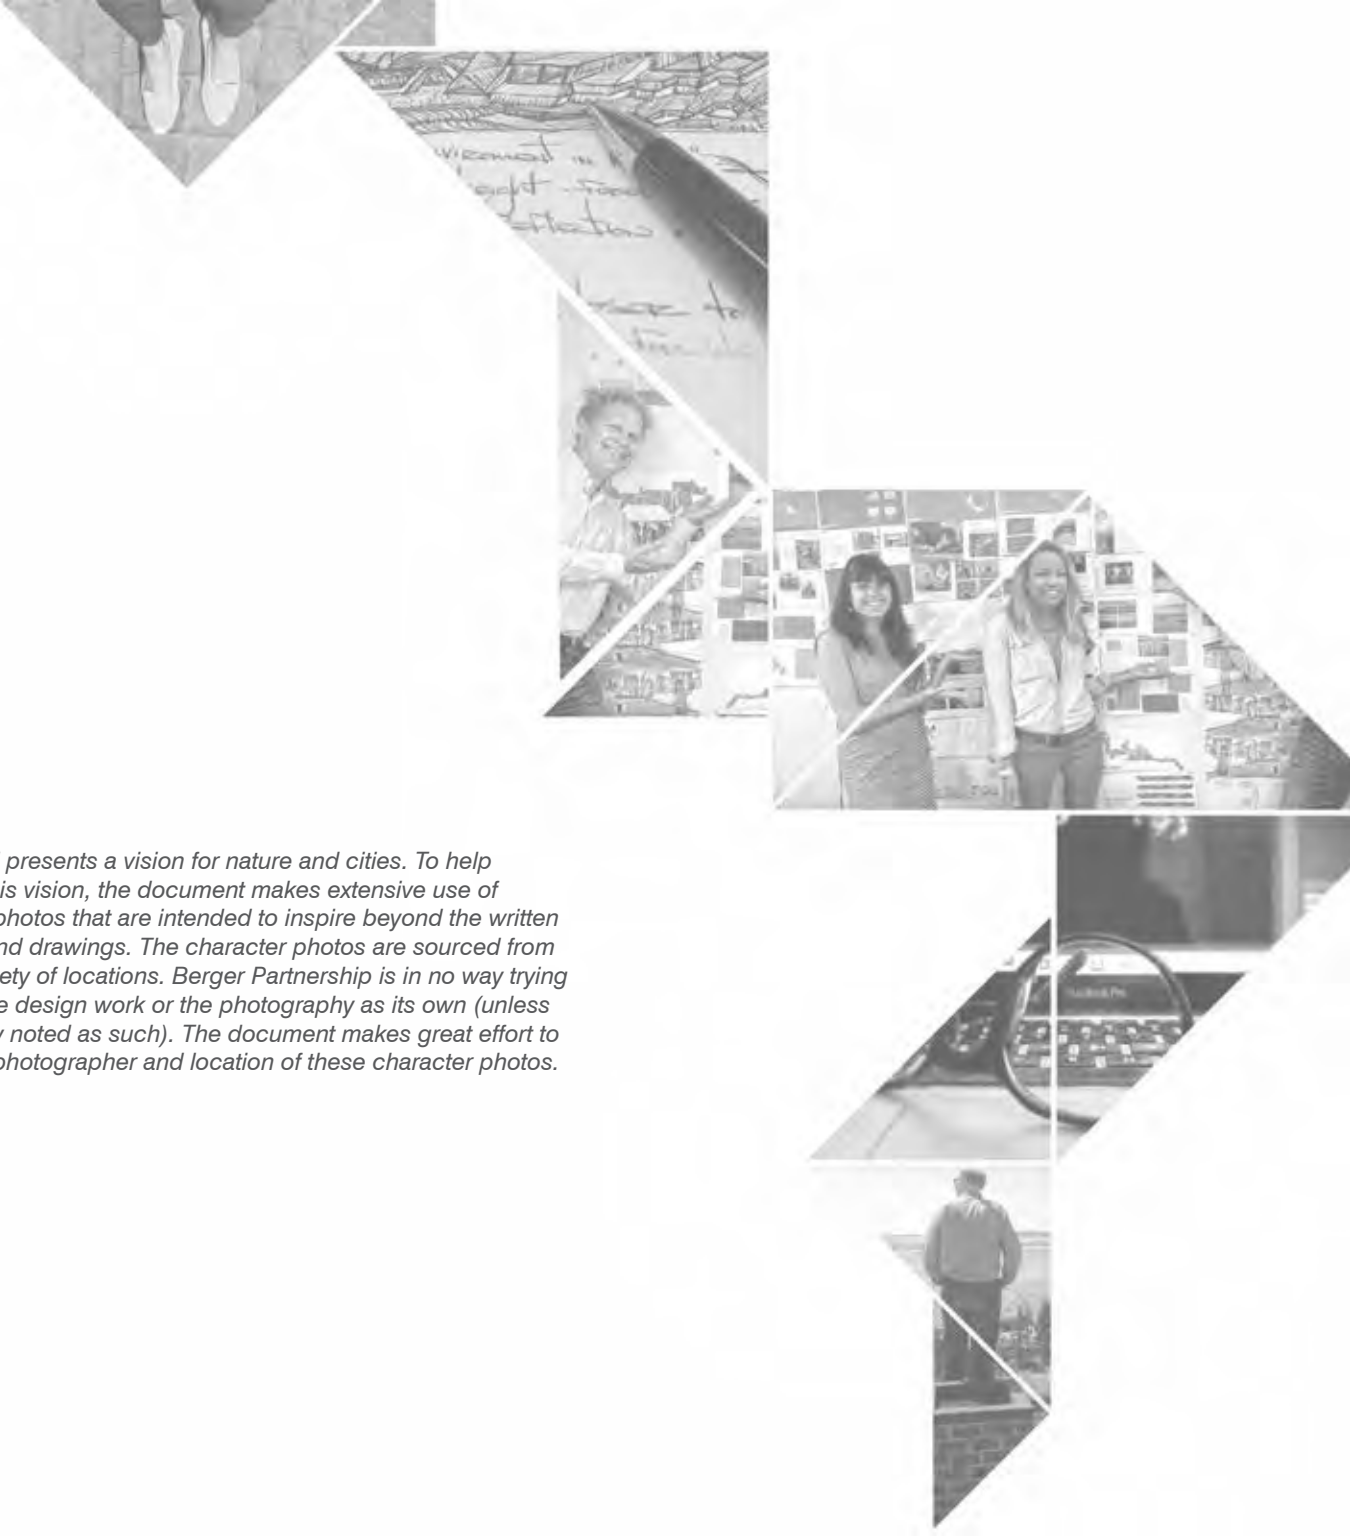 presents a vision for nature and cities. To help
is vision, the document makes extensive use of
photos that are intended to inspire beyond the written
nd drawings. The character photos are sourced from
ety of locations. Berger Partnership is in no way trying
e design work or the photography as its own (unless
y noted as such). The document makes great effort to
photographer and location of these character photos.
MacBook Pro